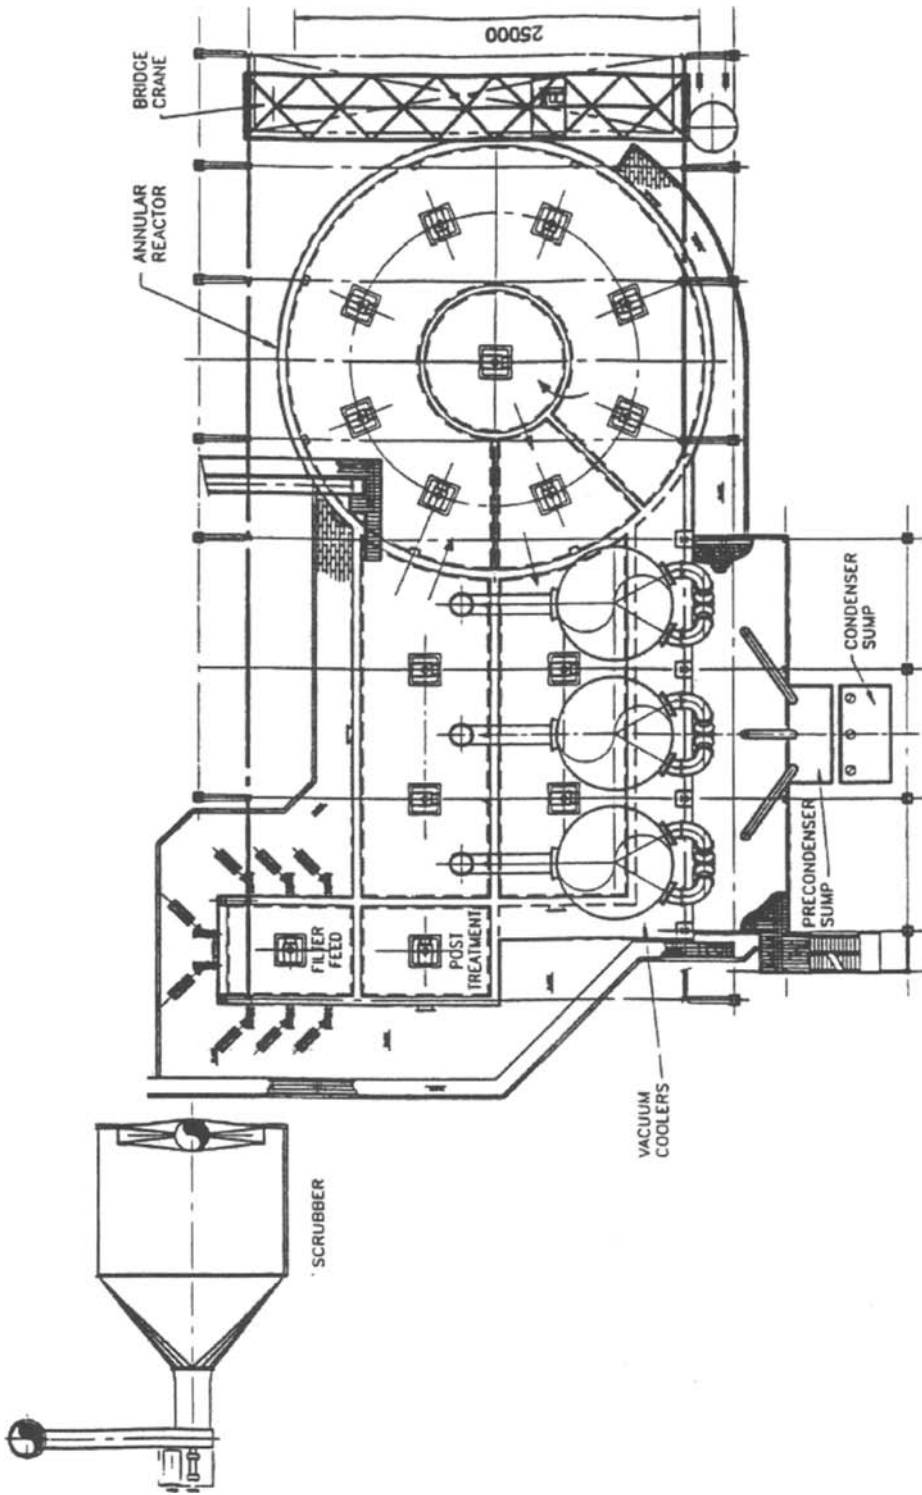 25000
BRIDGE
CRANE
ANNULAR
REACTOR
CONDENSER
SUMP
PRECONDENSER
SUMP
FILTER
FEED
POST
TREATMENT
VACUUM
COOLERS
SCRUBBER